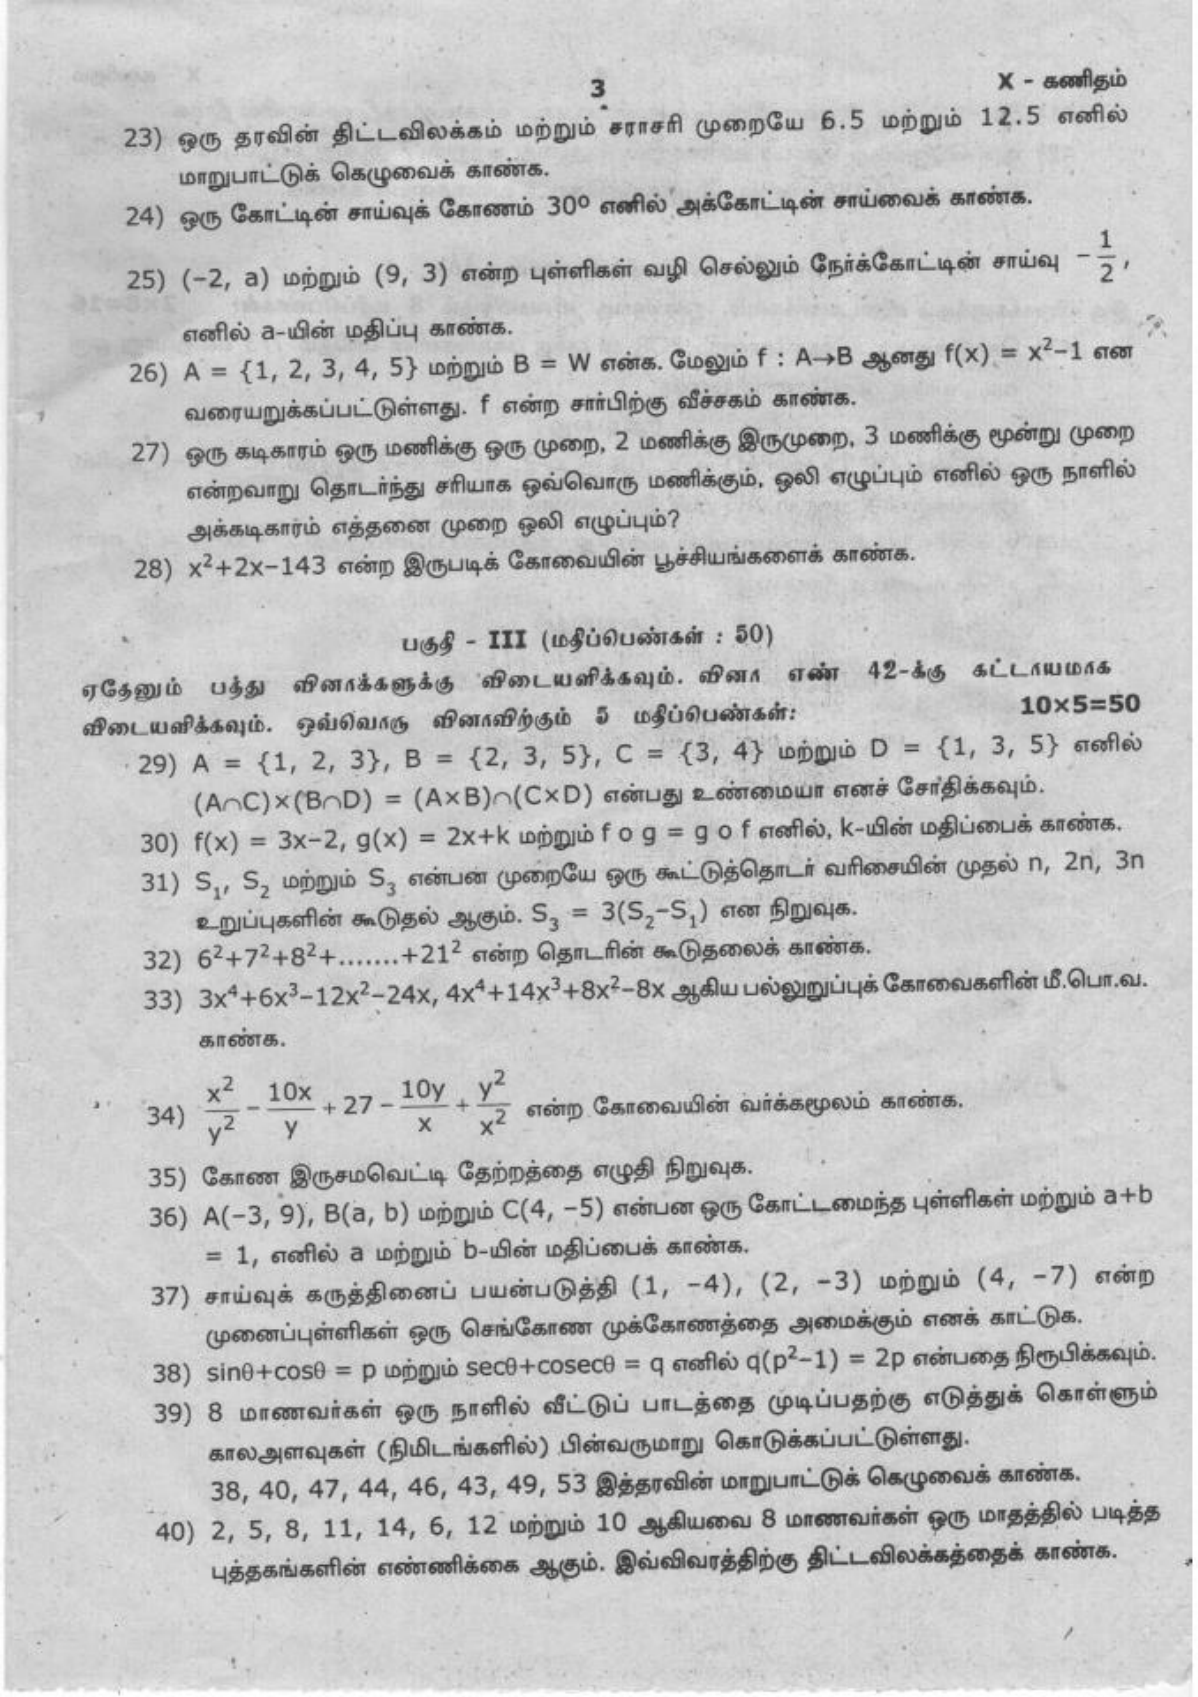 3
X - கணிதம்
23) ஒரு தரவின் திட்டவிலக்கம் மற்றும் சராசரி முறையே 6.5 மற்றும் 12.5 எனில்
மாறுபாட்டுக் கெழுவைக் காண்க.
24) ஒரு கோட்டின் சாய்வுக் கோணம் 30º எனில் அக்கோட்டின் சாய்வைக் காண்க.
25) (−2, a) மற்றும் (9, 3) என்ற புள்ளிகள் வழி செல்லும் நேர்க்கோட்டின் சாய்வு −1/2,
எனில் a-யின் மதிப்பு காண்க.
26) A = {1, 2, 3, 4, 5} மற்றும் B = W என்க. மேலும் f : A→B ஆனது f(x) = x²−1 என
வரையறுக்கப்பட்டுள்ளது. f என்ற சார்பிற்கு வீச்சகம் காண்க.
27) ஒரு கடிகாரம் ஒரு மணிக்கு ஒரு முறை, 2 மணிக்கு இருமுறை, 3 மணிக்கு மூன்று முறை
என்றவாறு தொடர்ந்து சரியாக ஒவ்வொரு மணிக்கும், ஒலி எழுப்பும் எனில் ஒரு நாளில்
அக்கடிகாரம் எத்தனை முறை ஒலி எழுப்பும்?
28) x²+2x−143 என்ற இருபடிக் கோவையின் பூச்சியங்களைக் காண்க.
பகுதி - III (மதிப்பெண்கள் : 50)
ஏதேனும் பத்து வினாக்களுக்கு விடையளிக்கவும். வினா எண் 42-க்கு கட்டாயமாக
விடையளிக்கவும். ஒவ்வொரு வினாவிற்கும் 5 மதிப்பெண்கள்: 10×5=50
29) A = {1, 2, 3}, B = {2, 3, 5}, C = {3, 4} மற்றும் D = {1, 3, 5} எனில்
(A∩C)×(B∩D) = (A×B)∩(C×D) என்பது உண்மையா எனச் சோதிக்கவும்.
30) f(x) = 3x−2, g(x) = 2x+k மற்றும் f o g = g o f எனில், k-யின் மதிப்பைக் காண்க.
31) S₁, S₂ மற்றும் S₃ என்பன முறையே ஒரு கூட்டுத்தொடர் வரிசையின் முதல் n, 2n, 3n
உறுப்புகளின் கூடுதல் ஆகும். S₃ = 3(S₂−S₁) என நிறுவுக.
32) 6²+7²+8²+.......+21² என்ற தொடரின் கூடுதலைக் காண்க.
33) 3x⁴+6x³−12x²−24x, 4x⁴+14x³+8x²−8x ஆகிய பல்லுறுப்புக் கோவைகளின் மீ.பொ.வ.
காண்க.
34) x²/y² − 10x/y + 27 − 10y/x + y²/x² என்ற கோவையின் வர்க்கமூலம் காண்க.
35) கோண இருசமவெட்டி தேற்றத்தை எழுதி நிறுவுக.
36) A(−3, 9), B(a, b) மற்றும் C(4, −5) என்பன ஒரு கோட்டமைந்த புள்ளிகள் மற்றும் a+b
= 1, எனில் a மற்றும் b-யின் மதிப்பைக் காண்க.
37) சாய்வுக் கருத்தினைப் பயன்படுத்தி (1, −4), (2, −3) மற்றும் (4, −7) என்ற
முனைப்புள்ளிகள் ஒரு செங்கோண முக்கோணத்தை அமைக்கும் எனக் காட்டுக.
38) sinθ+cosθ = p மற்றும் secθ+cosecθ = q எனில் q(p²−1) = 2p என்பதை நிரூபிக்கவும்.
39) 8 மாணவர்கள் ஒரு நாளில் வீட்டுப் பாடத்தை முடிப்பதற்கு எடுத்துக் கொள்ளும்
காலஅளவுகள் (நிமிடங்களில்) பின்வருமாறு கொடுக்கப்பட்டுள்ளது.
38, 40, 47, 44, 46, 43, 49, 53 இத்தரவின் மாறுபாட்டுக் கெழுவைக் காண்க.
40) 2, 5, 8, 11, 14, 6, 12 மற்றும் 10 ஆகியவை 8 மாணவர்கள் ஒரு மாதத்தில் படித்த
புத்தகங்களின் எண்ணிக்கை ஆகும். இவ்விவரத்திற்கு திட்டவிலக்கத்தைக் காண்க.